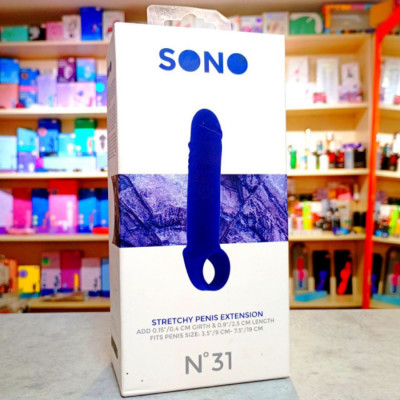 SONO
STRETCHY PENIS EXTENSION
ADD 0.15"/0,4 CM GIRTH & 0.9"/2,5 CM LENGTH
FITS PENIS SIZE: 3.5"/9 CM- 7.5"/19 CM
N°31